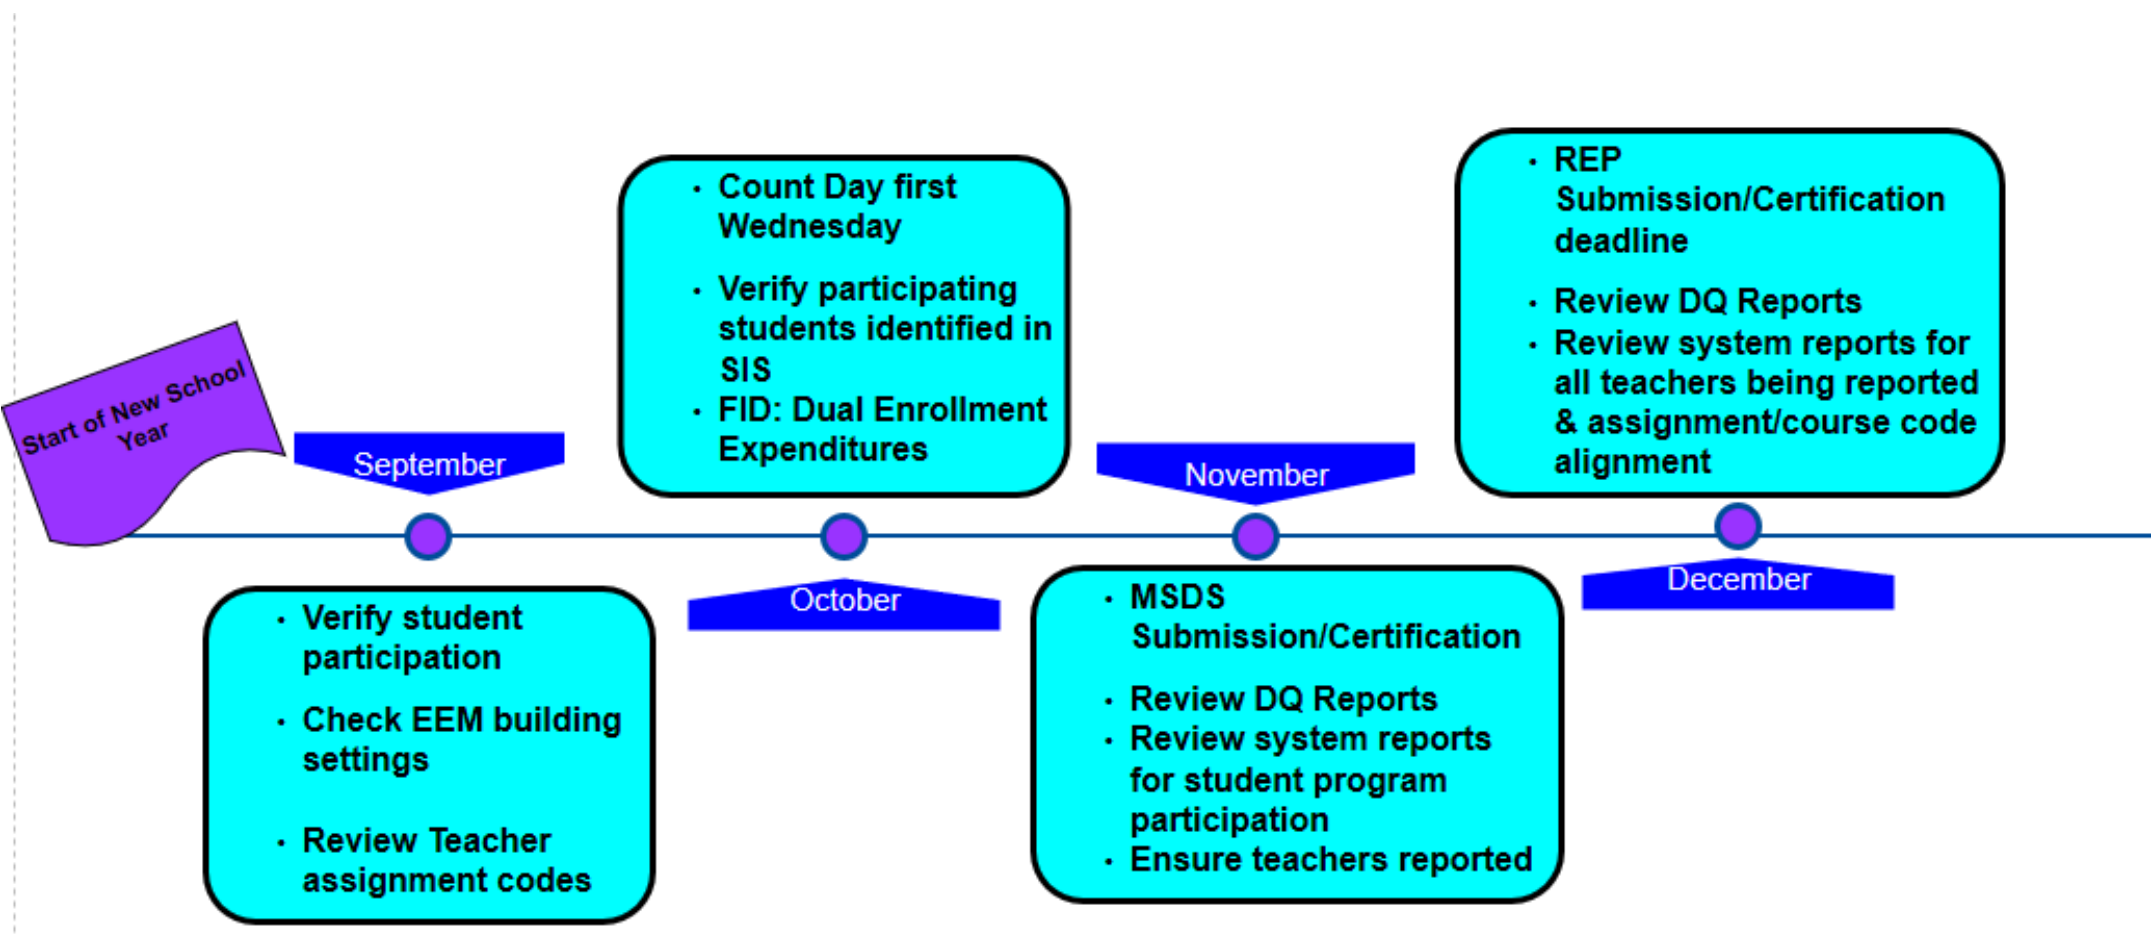 Start of New School
Year
September
· Verify student
participation
· Check EEM building
settings
· Review Teacher
assignment codes
· Count Day first
Wednesday
· Verify participating
students identified in
SIS
· FID: Dual Enrollment
Expenditures
October
November
· MSDS
Submission/Certification
· Review DQ Reports
· Review system reports
for student program
participation
· Ensure teachers reported
· REP
Submission/Certification
deadline
· Review DQ Reports
· Review system reports for
all teachers being reported
& assignment/course code
alignment
December